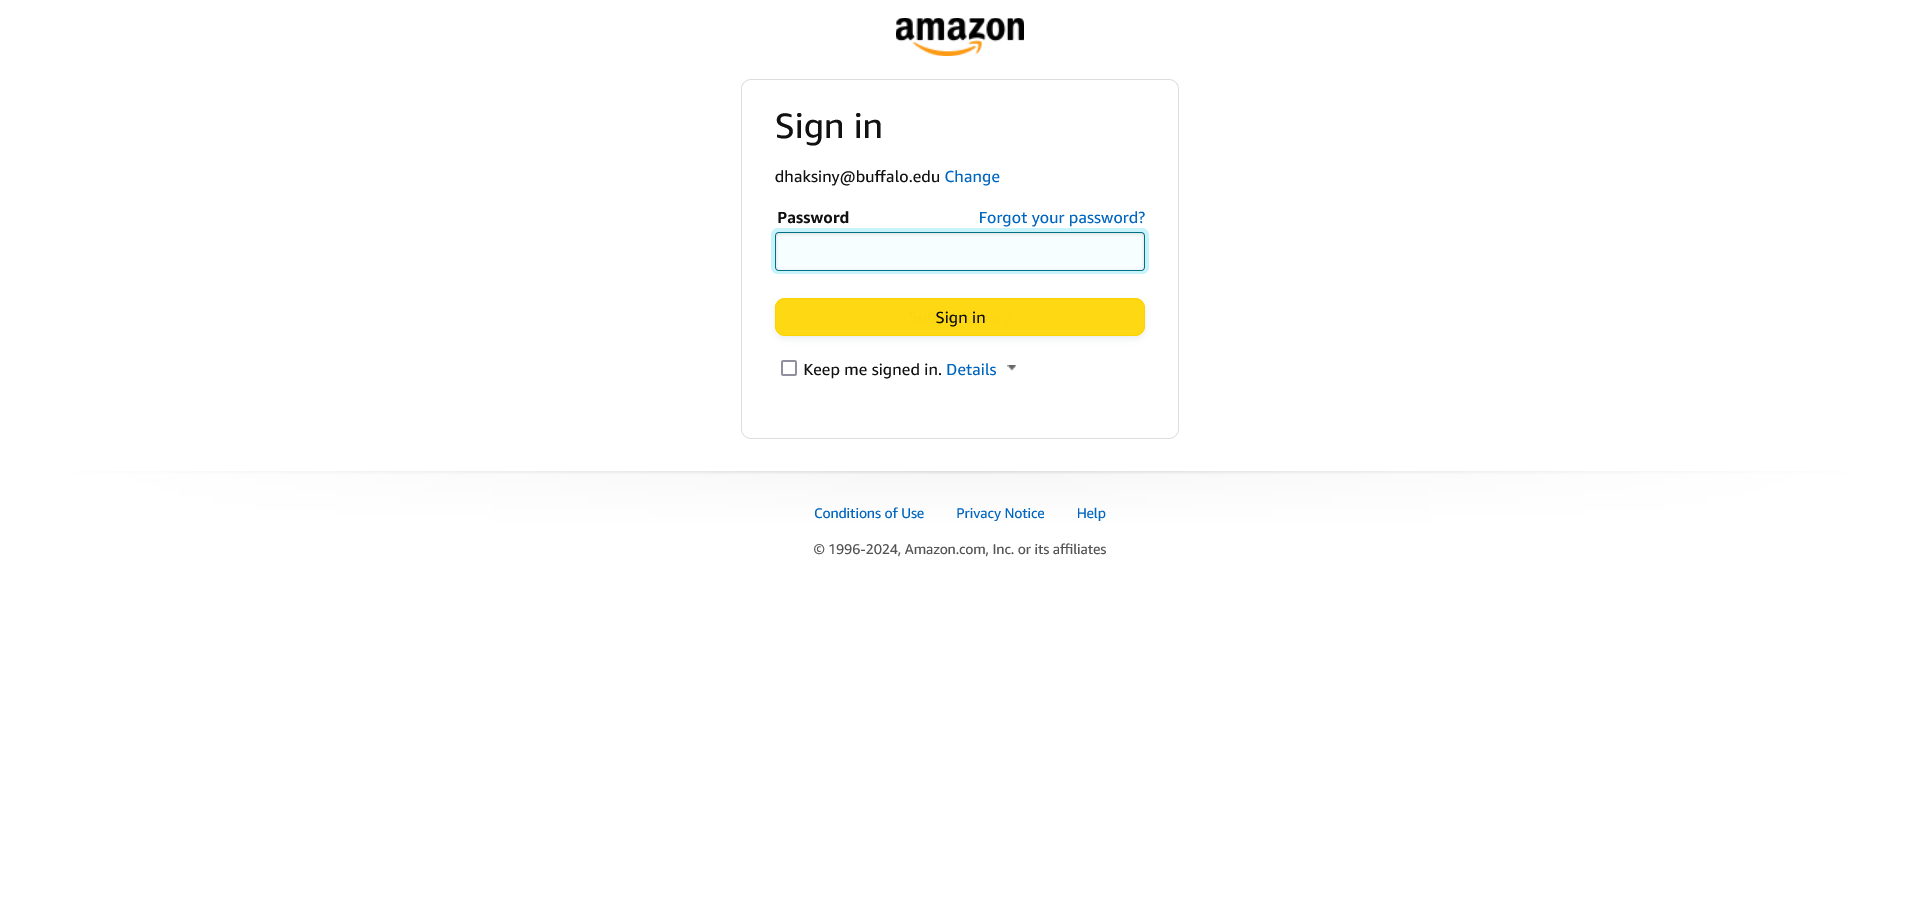 amazon
Sign in
dhaksiny@buffalo.edu Change
Password Forgot your password?
Sign in
Keep me signed in. Details
Conditions of Use Privacy Notice Help
© 1996-2024, Amazon.com, Inc. or its affiliates